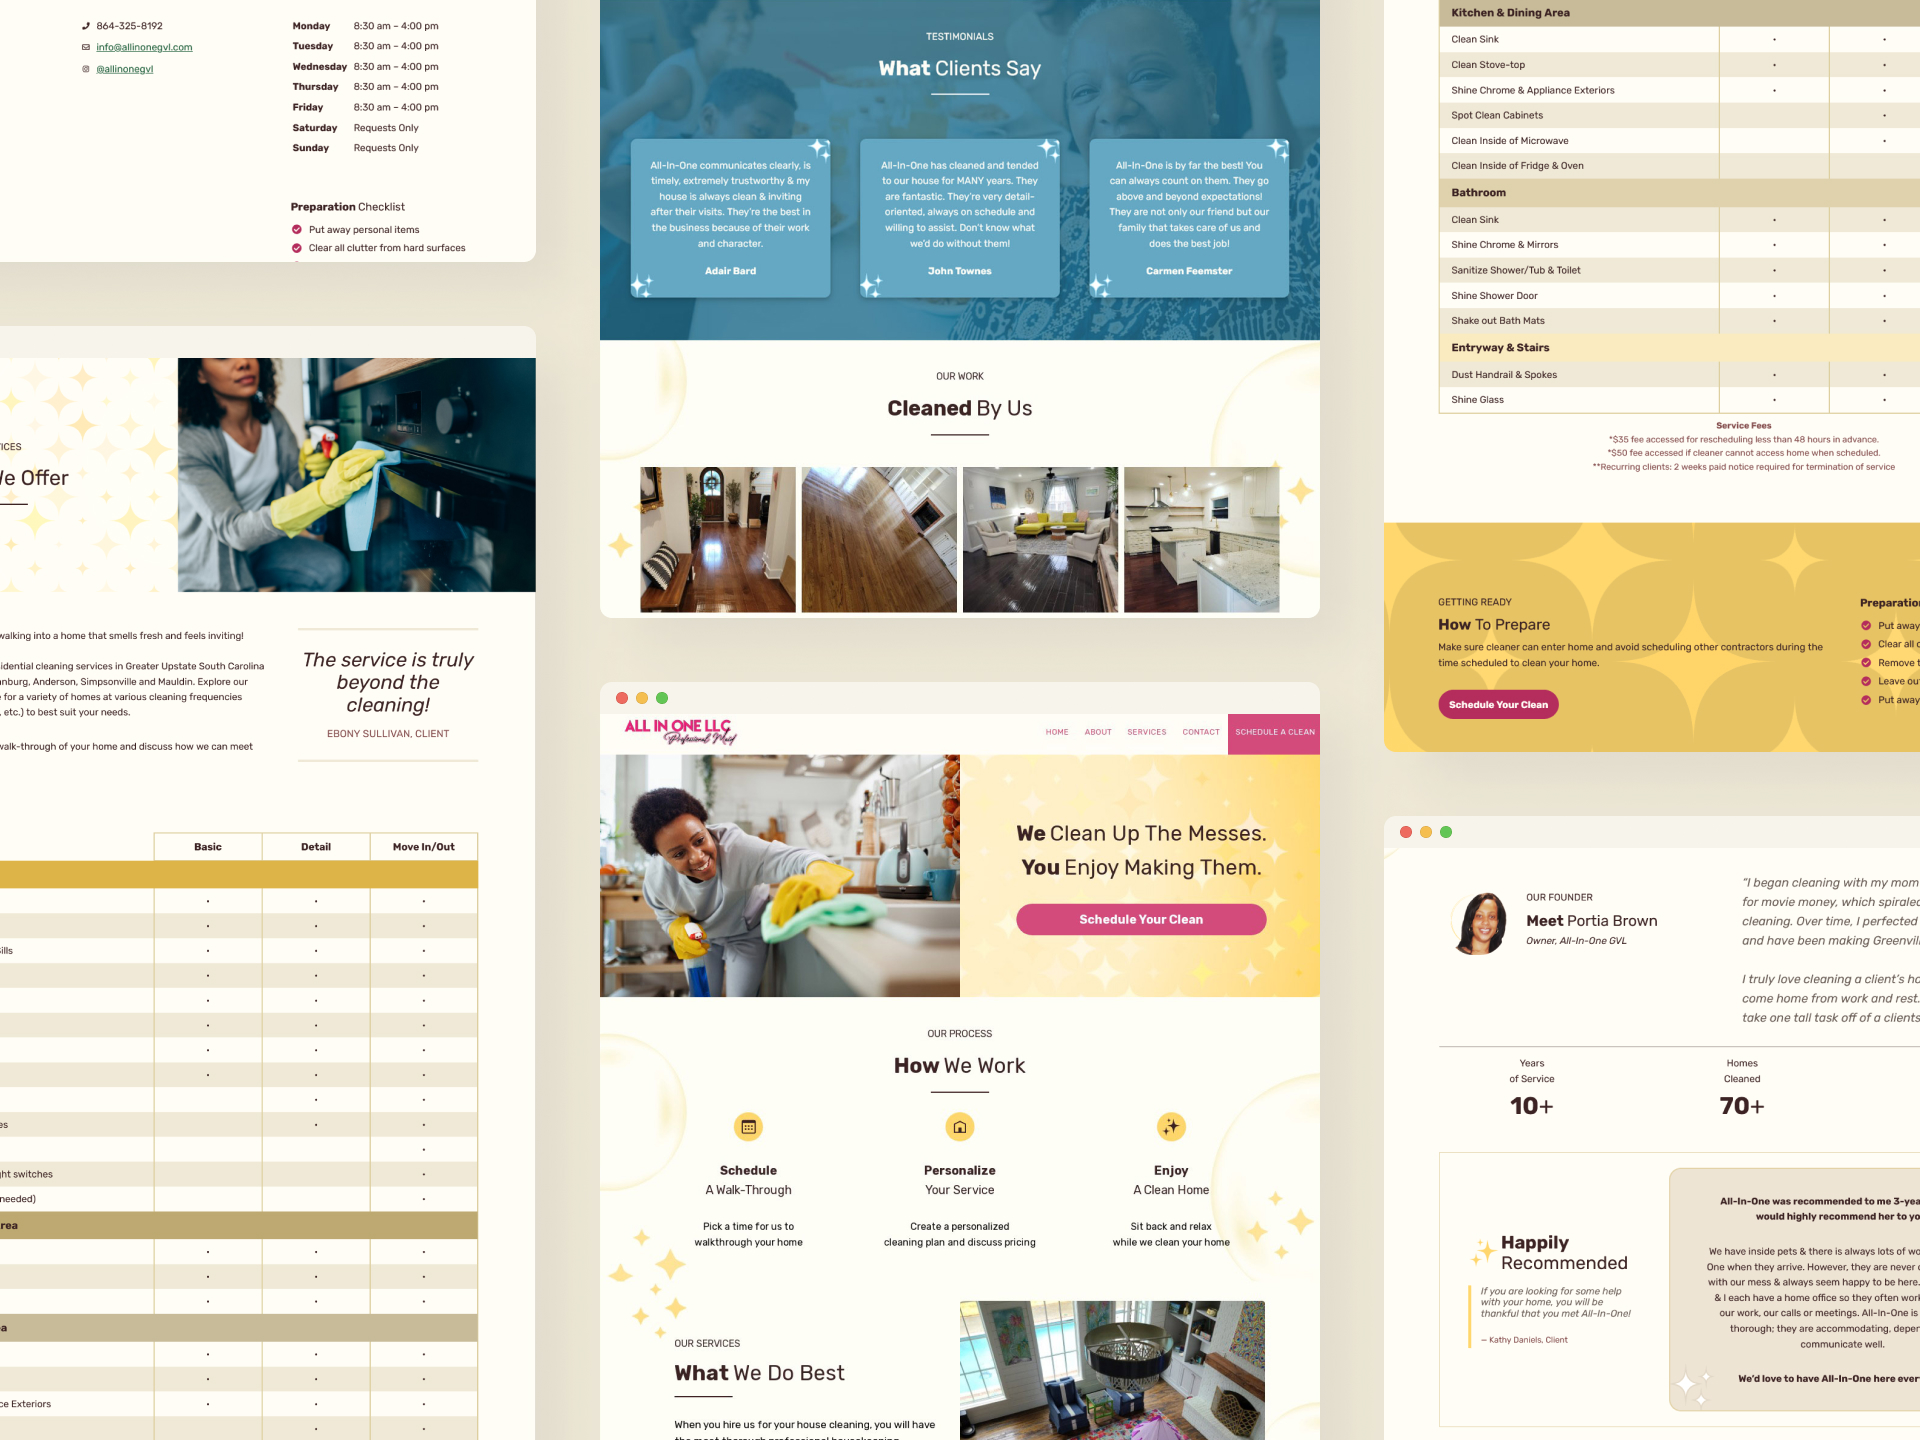 864-325-8192
info@allinonegvl.com
@allinonegvl
Monday 8:30 am – 4:00 pm
Tuesday 8:30 am – 4:00 pm
Wednesday 8:30 am – 4:00 pm
Thursday 8:30 am – 4:00 pm
Friday 8:30 am – 4:00 pm
Saturday Requests Only
Sunday Requests Only
Preparation Checklist
Put away personal items
Clear all clutter from hard surfaces
We Offer
walking into a home that smells fresh and feels inviting!
idential cleaning services in Greater Upstate South Carolina
nburg, Anderson, Simpsonville and Mauldin. Explore our
e for a variety of homes at various cleaning frequencies
, etc.) to best suit your needs.
walk-through of your home and discuss how we can meet
The service is truly
beyond the
cleaning!
EBONY SULLIVAN, CLIENT
Basic Detail Move In/Out
ills
es
ght switches
needed)
rea
a
ce Exteriors
TESTIMONIALS
What Clients Say
All-In-One communicates clearly, is
timely, extremely trustworthy & my
house is always clean & inviting
after their visits. They're the best in
the business because of their work
and character.
Adair Bard
All-In-One has cleaned and tended
to our house for MANY years. They
are fantastic. They're very detail-
oriented, always on schedule and
willing to assist. Don't know what
we'd do without them!
John Townes
All-In-One is by far the best! You
can always count on them. They go
above and beyond expectations!
They are not only our friend but our
family that takes care of us and
does the best job!
Carmen Feemster
OUR WORK
Cleaned By Us
ALL IN ONE LLC
Professional Maid
HOME ABOUT SERVICES CONTACT SCHEDULE A CLEAN
We Clean Up The Messes.
You Enjoy Making Them.
Schedule Your Clean
OUR PROCESS
How We Work
Schedule
A Walk-Through
Pick a time for us to
walkthrough your home
Personalize
Your Service
Create a personalized
cleaning plan and discuss pricing
Enjoy
A Clean Home
Sit back and relax
while we clean your home
OUR SERVICES
What We Do Best
When you hire us for your house cleaning, you will have
Kitchen & Dining Area
Clean Sink
Clean Stove-top
Shine Chrome & Appliance Exteriors
Spot Clean Cabinets
Clean Inside of Microwave
Clean Inside of Fridge & Oven
Bathroom
Clean Sink
Shine Chrome & Mirrors
Sanitize Shower/Tub & Toilet
Shine Shower Door
Shake out Bath Mats
Entryway & Stairs
Dust Handrail & Spokes
Shine Glass
Service Fees
*$35 fee accessed for rescheduling less than 48 hours in advance.
*$50 fee accessed if cleaner cannot access home when scheduled.
**Recurring clients: 2 weeks paid notice required for termination of service
GETTING READY
How To Prepare
Make sure cleaner can enter home and avoid scheduling other contractors during the
time scheduled to clean your home.
Schedule Your Clean
Preparation
Put away
Clear all c
Remove t
Leave ou
Put away
OUR FOUNDER
Meet Portia Brown
Owner, All-In-One GVL
"I began cleaning with my mom
for movie money, which spiraled
cleaning. Over time, I perfected
and have been making Greenvill
I truly love cleaning a client's ho
come home from work and rest.
take one tall task off of a clients
Years
of Service
10+
Homes
Cleaned
70+
Happily
Recommended
If you are looking for some help
with your home, you will be
thankful that you met All-In-One!
— Kathy Daniels, Client
All-In-One was recommended to me 3-yea
would highly recommend her to yo
We have inside pets & there is always lots of wo
One when they arrive. However, they are never c
with our mess & always seem happy to be here.
& I each have a home office so they often work
our work, our calls or meetings. All-In-One is
thorough; they are accommodating, depen
communicate well.
We'd love to have All-In-One here ever